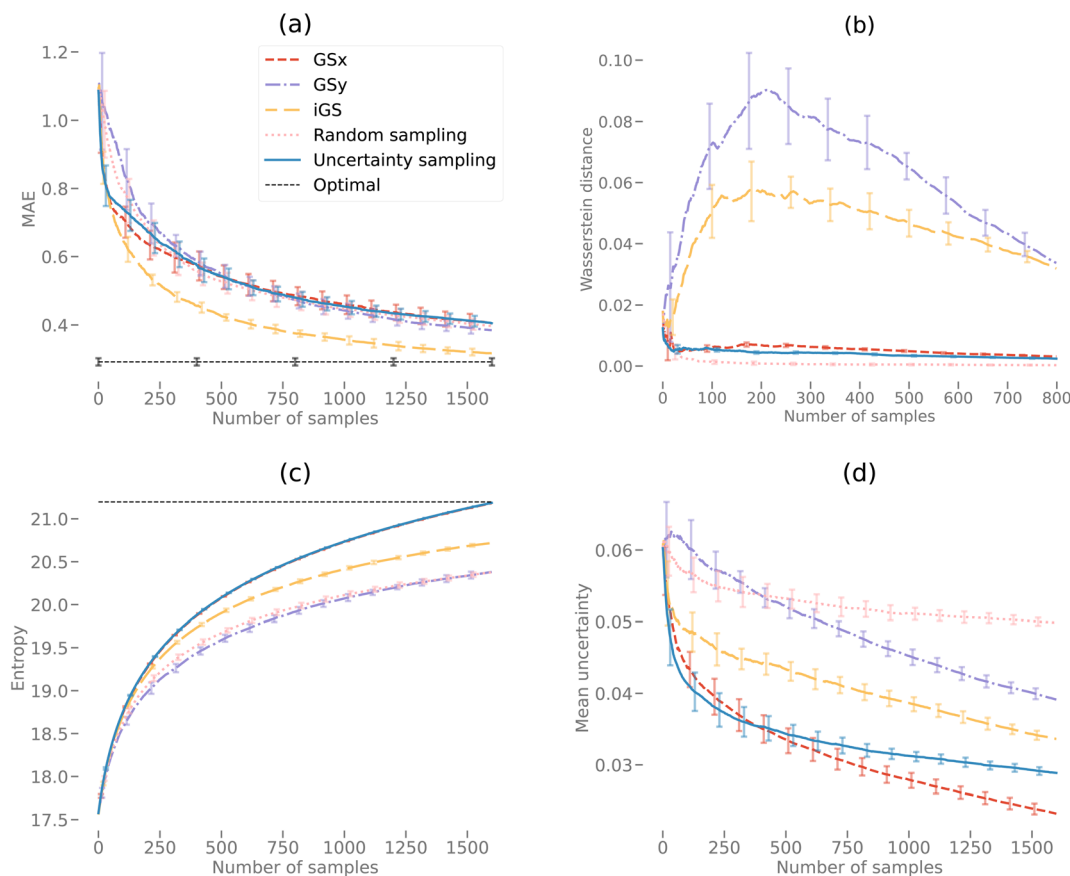 (a)
MAE
1.2
1.0
0.8
0.6
0.4
GSx
GSy
iGS
Random sampling
Uncertainty sampling
Optimal
0 250 500 750 1000 1250 1500
Number of samples
(b)
Wasserstein distance
0.10
0.08
0.06
0.04
0.02
0.00
0 100 200 300 400 500 600 700 800
Number of samples
(c)
Entropy
21.0
20.5
20.0
19.5
19.0
18.5
18.0
17.5
0 250 500 750 1000 1250 1500
Number of samples
(d)
Mean uncertainty
0.06
0.05
0.04
0.03
0 250 500 750 1000 1250 1500
Number of samples